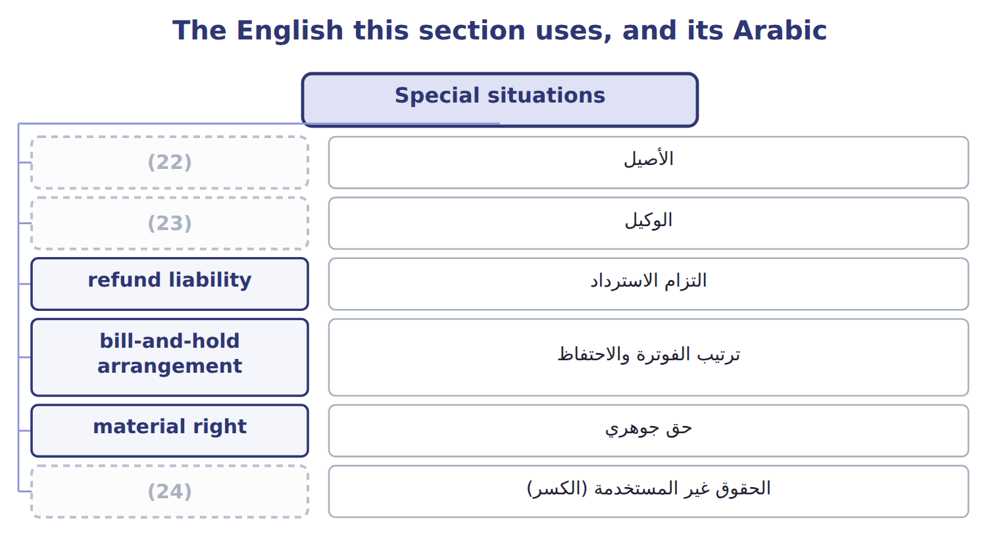 The English this section uses, and its Arabic
Special situations
(22)
الأصيل
(23)
الوكيل
refund liability
التزام الاسترداد
bill-and-hold
arrangement
ترتيب الفوترة والاحتفاظ
material right
حق جوهري
(24)
الحقوق غير المستخدمة (الكسر)